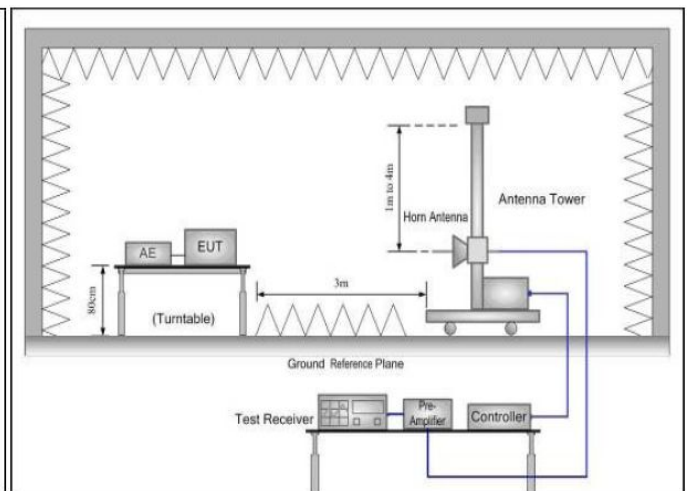 1m to 4m
Horn Antenna
Antenna Tower
AE
EUT
80cm
(Turntable)
3m
Ground Reference Plane
Test Receiver
Pre-
Amplifier
Controller